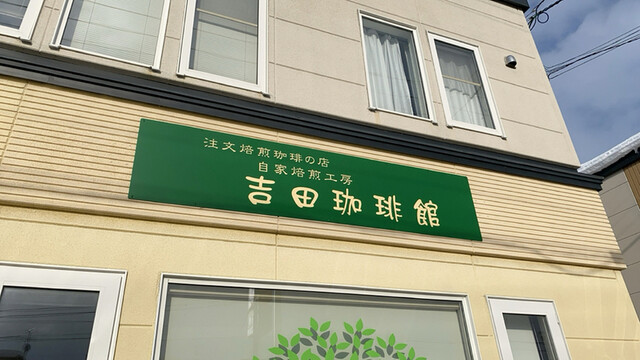 注文焙煎珈琲の店
自家焙煎工房
吉田珈琲館